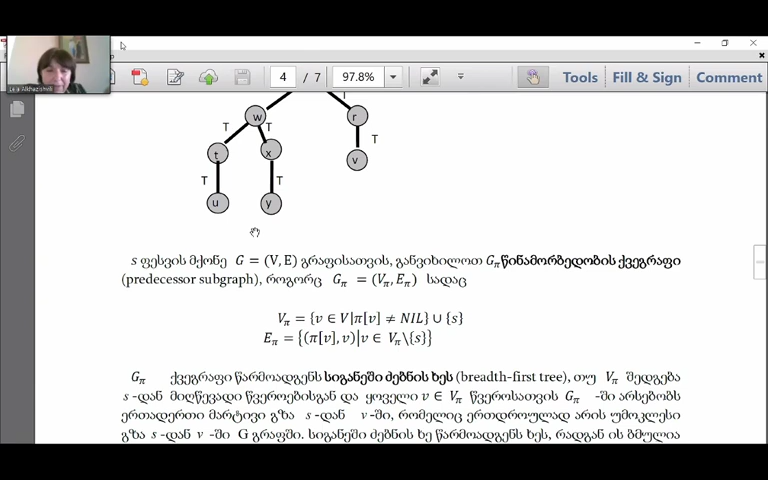 4 / 7 97.8% Tools Fill & Sign Comment
w r
T T T
t x v
T T
u y
s ფესვის მქონე G = (V, E) გრაფისათვის, განვიხილოთ Gπ წინამორბედობის ქვეგრაფი
(predecessor subgraph), როგორც Gπ = (Vπ, Eπ) სადაც
Vπ = {v ∈ V|π[v] ≠ NIL} ∪ {s}
Eπ = {(π[v], v)|v ∈ Vπ\{s}}
Gπ ქვეგრაფი წარმოადგენს სიგანეში ძებნის ხეს (breadth-first tree), თუ Vπ შედგება
s -დან მიღწევადი წვეროებისგან და ყოველი v ∈ Vπ წვეროსათვის Gπ -ში არსებობს
ერთადერთი მარტივი გზა s -დან v -ში, რომელიც ერთდროულად არის უმოკლესი
გზა s -დან v -ში G გრაფში. სიგანეში ძებნის ხე წარმოადგენს ხეს, რადგან ის ბმულია